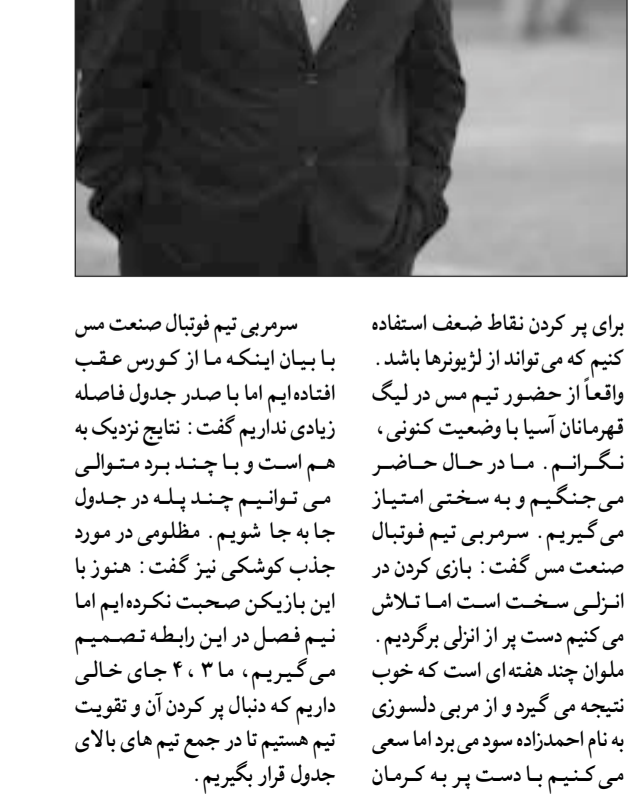 برای پر کردن نقاط ضعف استفاده
کنیم که می تواند از لژیونرها باشد .
واقعاً از حضور تیم مس در لیگ
قهرمانان آسیا با وضعیت کنونی ،
نگرانم . ما در حال حاضر
می جنگیم و به سختی امتیاز
می گیریم . سرمربی تیم فوتبال
صنعت مس گفت : بازی کردن در
انزلی سخت است اما تلاش
می کنیم دست پر از انزلی برگردیم .
ملوان چند هفته ای است که خوب
نتیجه می گیرد و از مربی دلسوزی
به نام احمدزاده سود می برد اما سعی
می کنیم با دست پر به کرمان
سرمربی تیم فوتبال صنعت مس
با بیان اینکه ما از کورس عقب
افتاده ایم اما با صدر جدول فاصله
زیادی نداریم گفت : نتایج نزدیک به
هم است و با چند برد متوالی
می توانیم چند پله در جدول
جا به جا شویم . مظلومی در مورد
جذب کوشکی نیز گفت : هنوز با
این بازیکن صحبت نکرده ایم اما
نیم فصل در این رابطه تصمیم
می گیریم ، ما ۳ ، ۴ جای خالی
داریم که دنبال پر کردن آن و تقویت
تیم هستیم تا در جمع تیم های بالای
جدول قرار بگیریم .